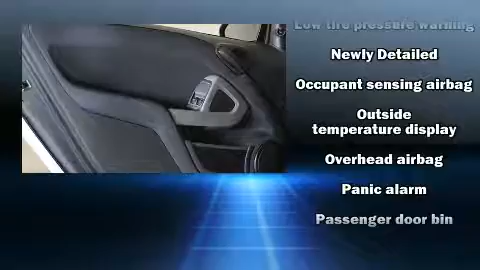 Low tire pressure warning
Newly Detailed
Occupant sensing airbag
Outside
temperature display
Overhead airbag
Panic alarm
Passenger door bin